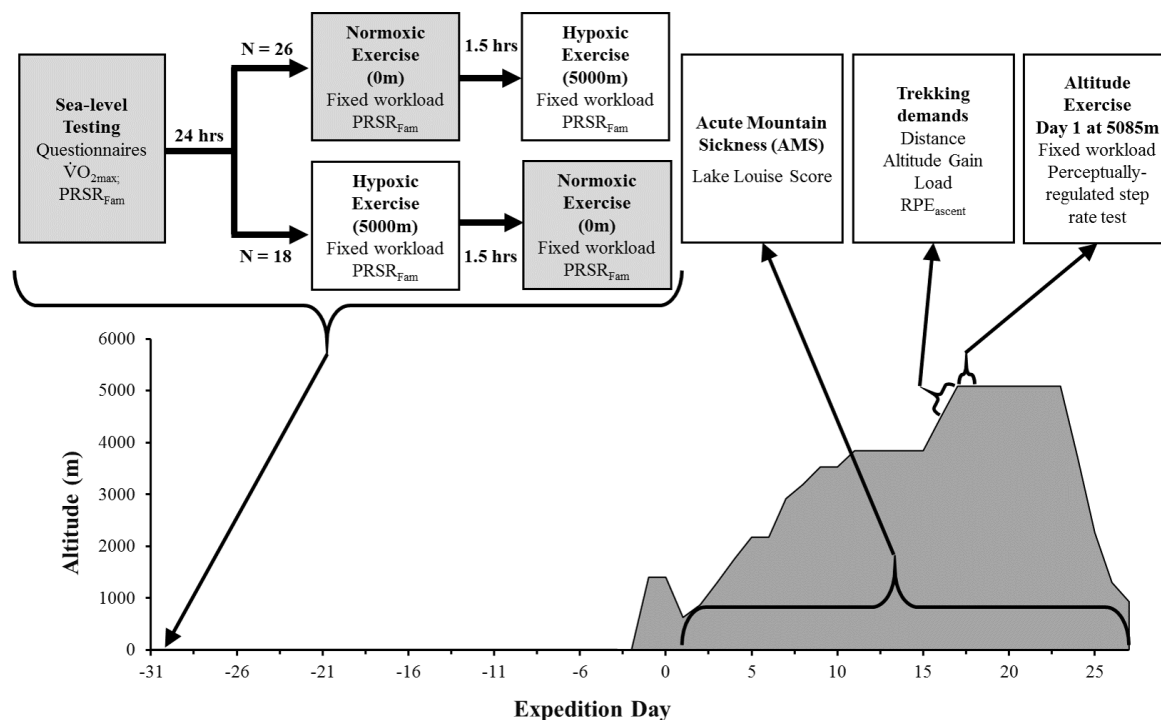 Sea-level
Testing
Questionnaires
V̇O2max;
PRSRFam
24 hrs
N = 26
Normoxic
Exercise
(0m)
Fixed workload
PRSRFam
1.5 hrs
Hypoxic
Exercise
(5000m)
Fixed workload
PRSRFam
N = 18
Hypoxic
Exercise
(5000m)
Fixed workload
PRSRFam
1.5 hrs
Normoxic
Exercise
(0m)
Fixed workload
PRSRFam
Acute Mountain
Sickness (AMS)
Lake Louise Score
Trekking
demands
Distance
Altitude Gain
Load
RPEascent
Altitude
Exercise
Day 1 at 5085m
Fixed workload
Perceptually-
regulated step
rate test
Altitude (m)
6000
5000
4000
3000
2000
1000
0
-31 -26 -21 -16 -11 -6 -1 0 5 10 15 20 25
Expedition Day